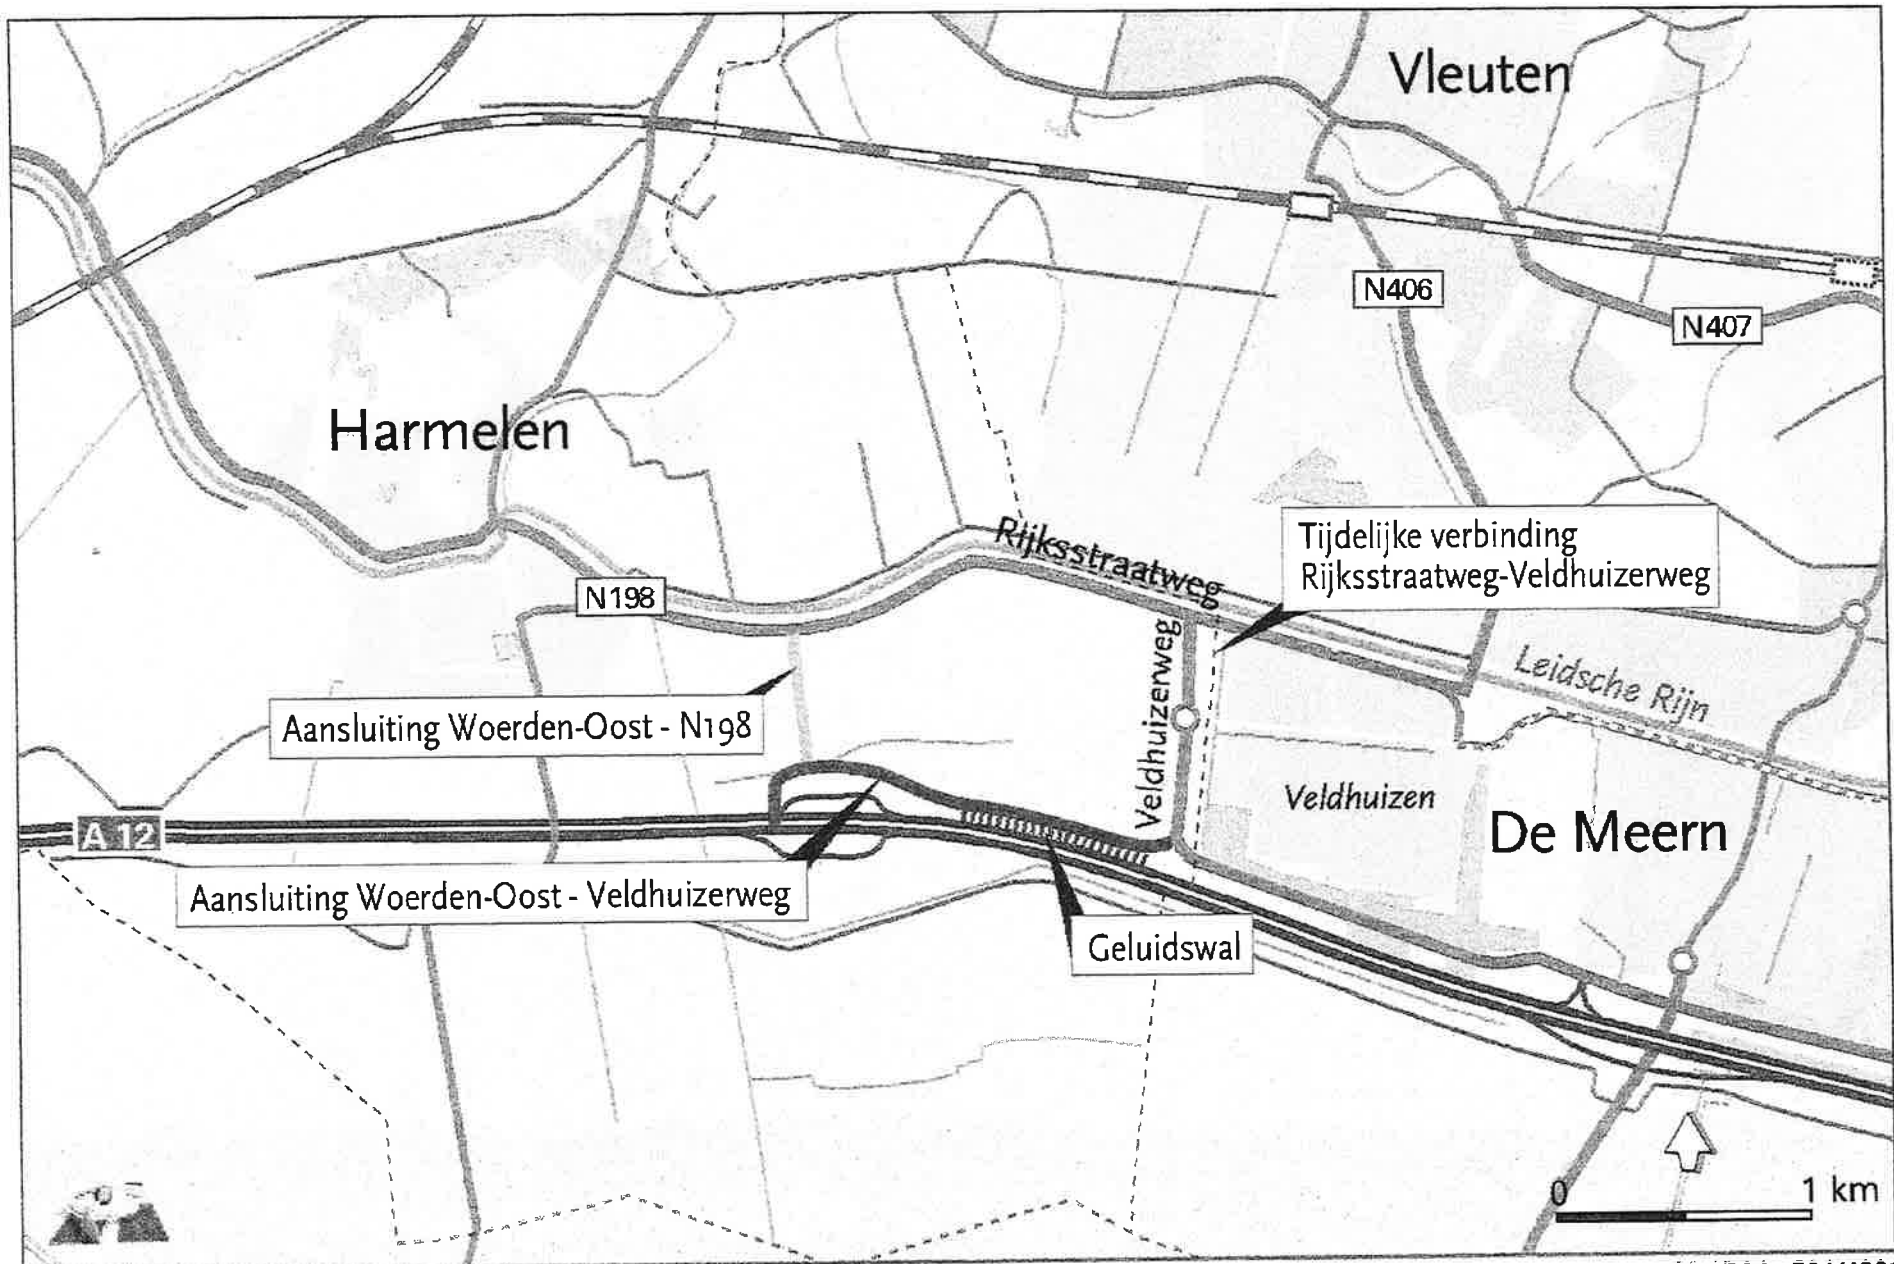 Vleuten
N406
N407
Harmelen
Rijksstraatweg
Tijdelijke verbinding
Rijksstraatweg-Veldhuizerweg
N198
Veldhuizerweg
Leidsche Rijn
Aansluiting Woerden-Oost - N198
Veldhuizen
De Meern
A 12
Aansluiting Woerden-Oost - Veldhuizerweg
Geluidswal
0 1 km